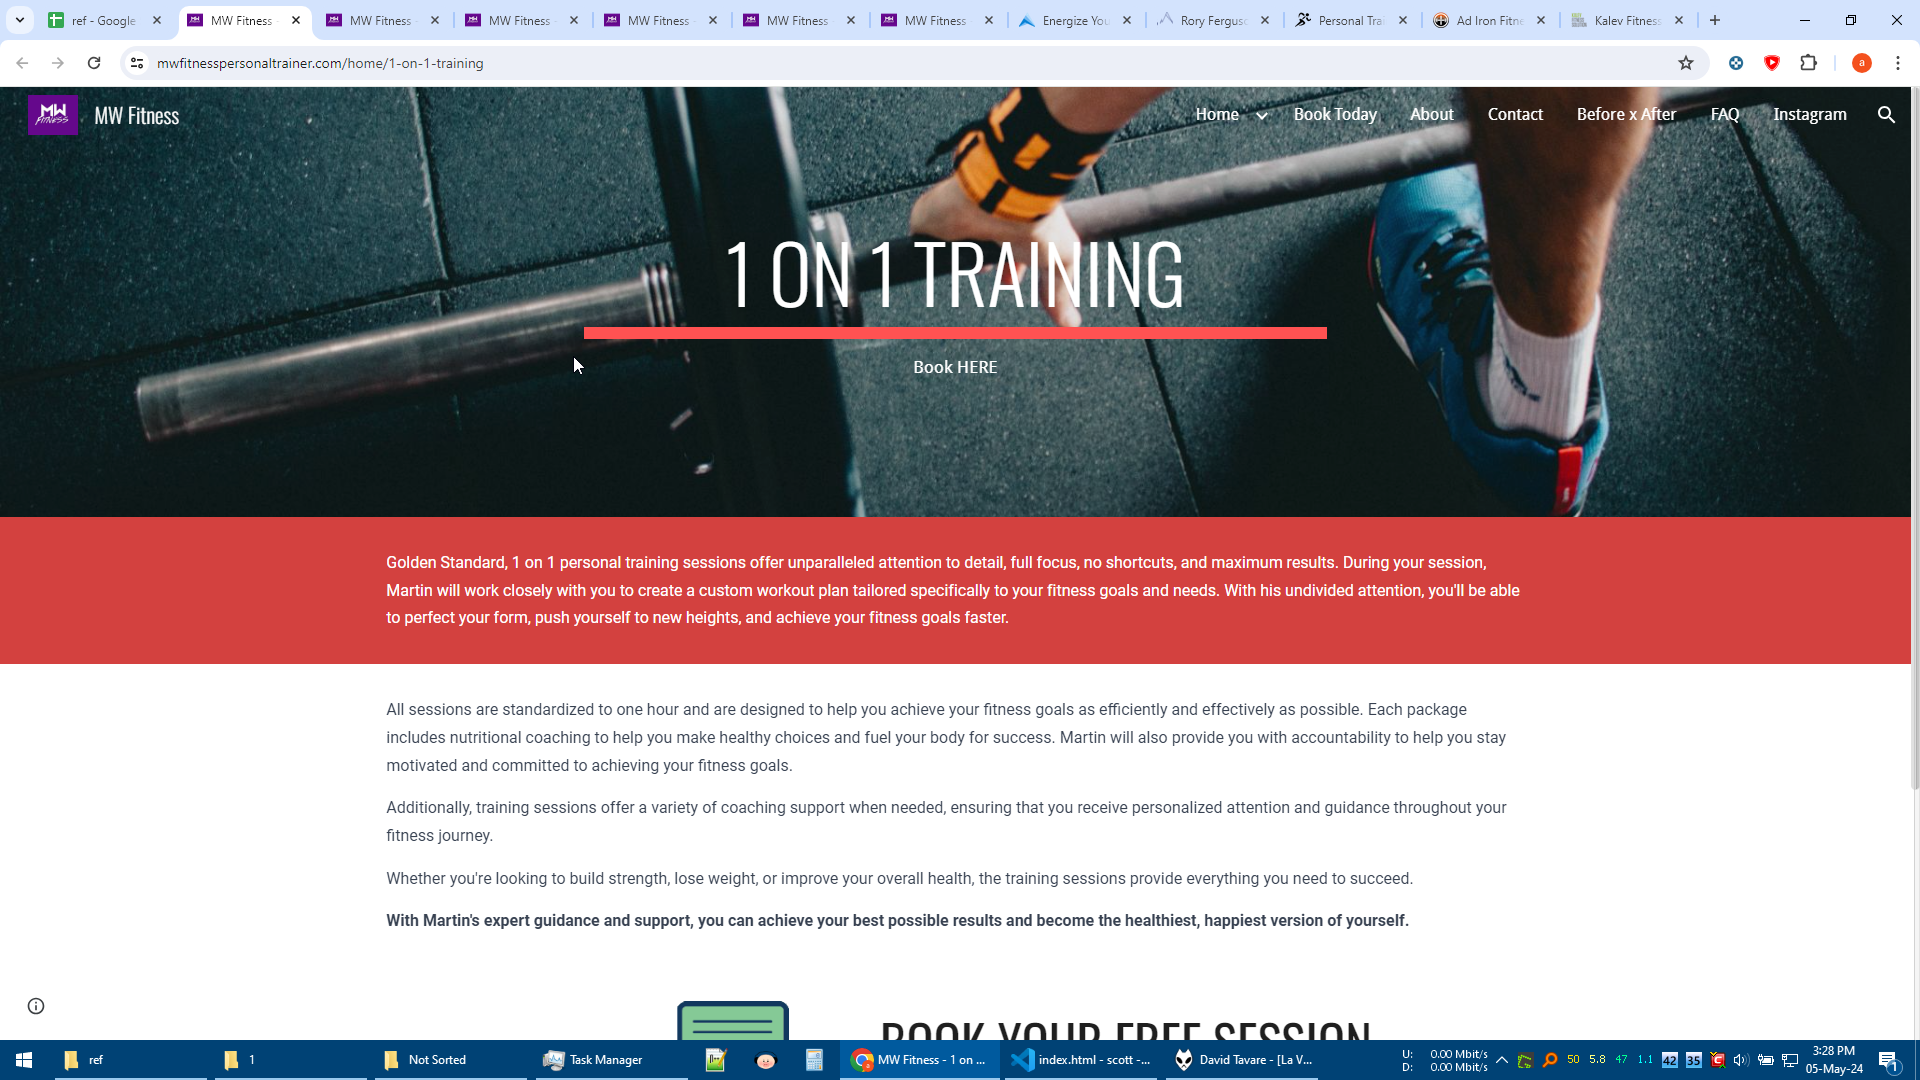 ref - Google
MW Fitness -
MW Fitness -
MW Fitness -
MW Fitness -
MW Fitness -
MW Fitness -
Energize You
Rory Ferguso
Personal Trai
Ad Iron Fitne
Kalev Fitness
mwfitnesspersonaltrainer.com/home/1-on-1-training
a
MW
FITNESS
MW Fitness
Home
Book Today
About
Contact
Before x After
FAQ
Instagram
1 ON 1 TRAINING
Book HERE
Golden Standard, 1 on 1 personal training sessions offer unparalleled attention to detail, full focus, no shortcuts, and maximum results. During your session,
Martin will work closely with you to create a custom workout plan tailored specifically to your fitness goals and needs. With his undivided attention, you'll be able
to perfect your form, push yourself to new heights, and achieve your fitness goals faster.
All sessions are standardized to one hour and are designed to help you achieve your fitness goals as efficiently and effectively as possible. Each package
includes nutritional coaching to help you make healthy choices and fuel your body for success. Martin will also provide you with accountability to help you stay
motivated and committed to achieving your fitness goals.
Additionally, training sessions offer a variety of coaching support when needed, ensuring that you receive personalized attention and guidance throughout your
fitness journey.
Whether you're looking to build strength, lose weight, or improve your overall health, the training sessions provide everything you need to succeed.
With Martin's expert guidance and support, you can achieve your best possible results and become the healthiest, happiest version of yourself.
BOOK YOUR FREE SESSION
ref
1
Not Sorted
Task Manager
MW Fitness - 1 on ...
index.html - scott -...
David Tavare - [La V...
U: 0.00 Mbit/s
D: 0.00 Mbit/s
50
5.8
47
1.1
42
35
3:28 PM
05-May-24
1